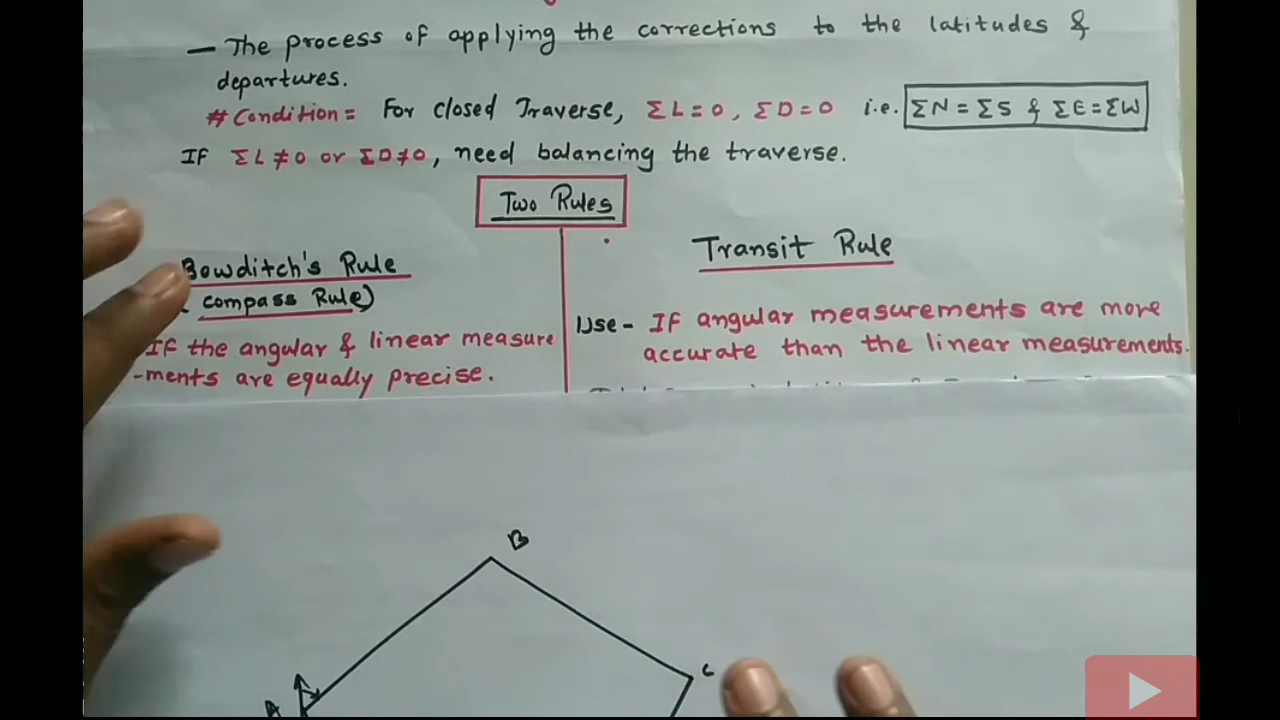 — The process of applying the corrections to the latitudes &
departures.
# Condition = For closed Traverse, ΣL=0, ΣD=0 i.e. ΣN=ΣS & ΣE=ΣW
IF ΣL≠0 or ΣD≠0, need balancing the traverse.
Two Rules
Bowditch's Rule
(compass Rule)
If the angular & linear measure
-ments are equally precise.
Transit Rule
Use - If angular measurements are more
accurate than the linear measurements.
B
C
A